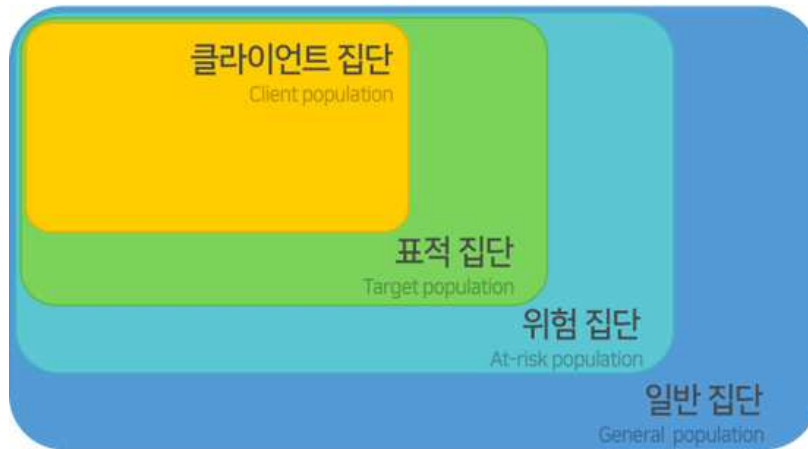 클라이언트 집단
Client population
표적 집단
Target population
위험 집단
At-risk population
일반 집단
General population